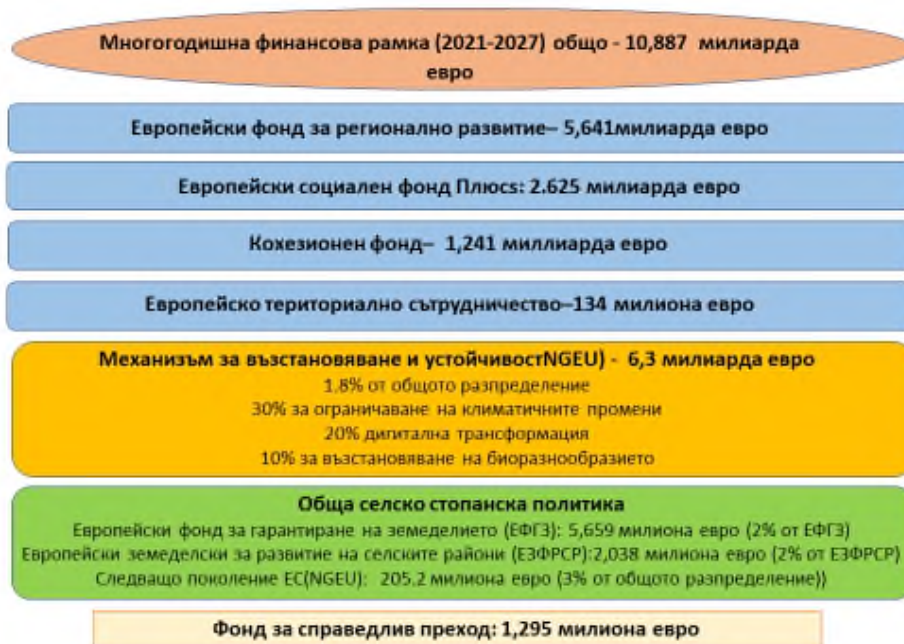 Многогодишна финансова рамка (2021-2027) общо - 10,887 милиарда
евро
Европейски фонд за регионално развитие– 5,641милиарда евро
Европейски социален фонд Плюсs: 2.625 милиарда евро
Кохезионен фонд– 1,241 миллиарда евро
Европейско териториално сътрудничество–134 милиона евро
Механизъм за възстановяване и устойчивостNGEU) - 6,3 милиарда евро
1.8% от общото разпределение
30% за ограничаване на климатичните промени
20% дигитална трансформация
10% за възстановяване на биоразнообразието
Обща селско стопанска политика
Европейски фонд за гарантиране на земеделието (ЕФГЗ): 5,659 милиона евро (2% от ЕФГЗ)
Европейски земеделски за развитие на селските райони (ЕЗФРСР):2,038 милиона евро (2% от ЕЗФРСР)
Следващо поколение ЕС(NGEU): 205.2 милиона евро (3% от общото разпределение))
Фонд за справедлив преход: 1,295 милиона евро